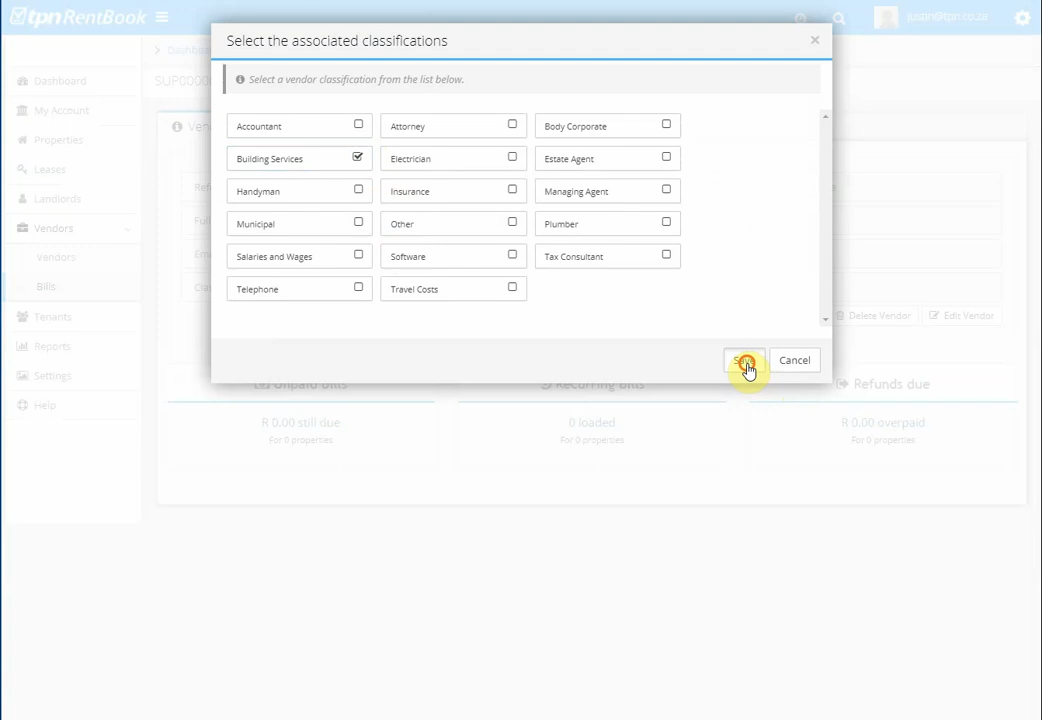 tpnRentBook
justin@tpn.co.za
Select the associated classifications
×
Select a vendor classification from the list below.
Dashboard
My Account
Properties
Leases
Landlords
Vendors
Vendors
Bills
Tenants
Reports
Settings
Help
Accountant
Attorney
Body Corporate
Building Services
Electrician
Estate Agent
Handyman
Insurance
Managing Agent
Municipal
Other
Plumber
Salaries and Wages
Software
Tax Consultant
Telephone
Travel Costs
Delete Vendor
Edit Vendor
Cancel
Unpaid Bills
Recurring Bills
Refunds due
R 0.00 still due
0 loaded
R 0.00 overpaid
For 0 properties
For 0 properties
For 0 properties